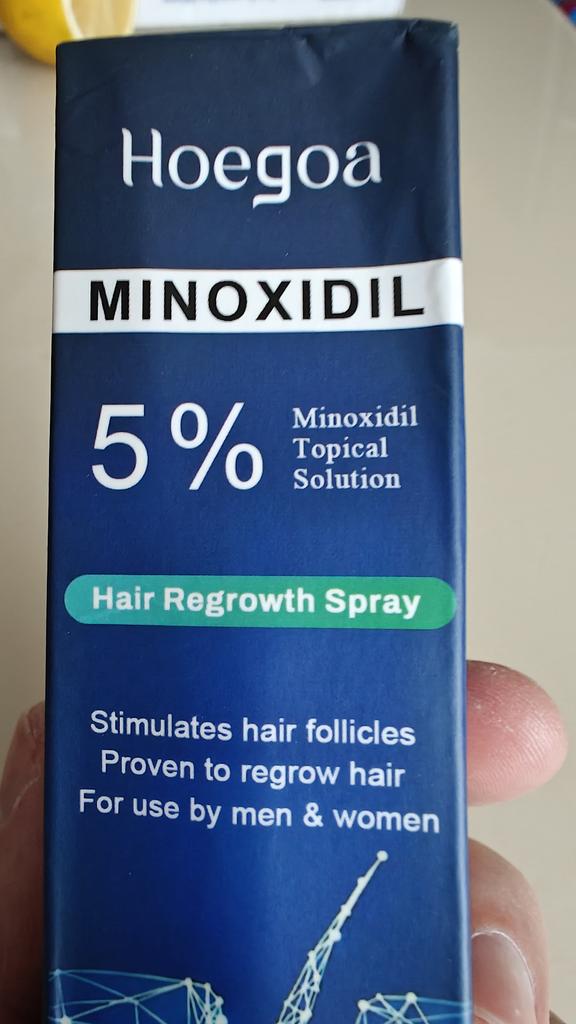 Hoegoa
MINOXIDIL
5% Minoxidil
Topical
Solution
Hair Regrowth Spray
Stimulates hair follicles
Proven to regrow hair
For use by men & women